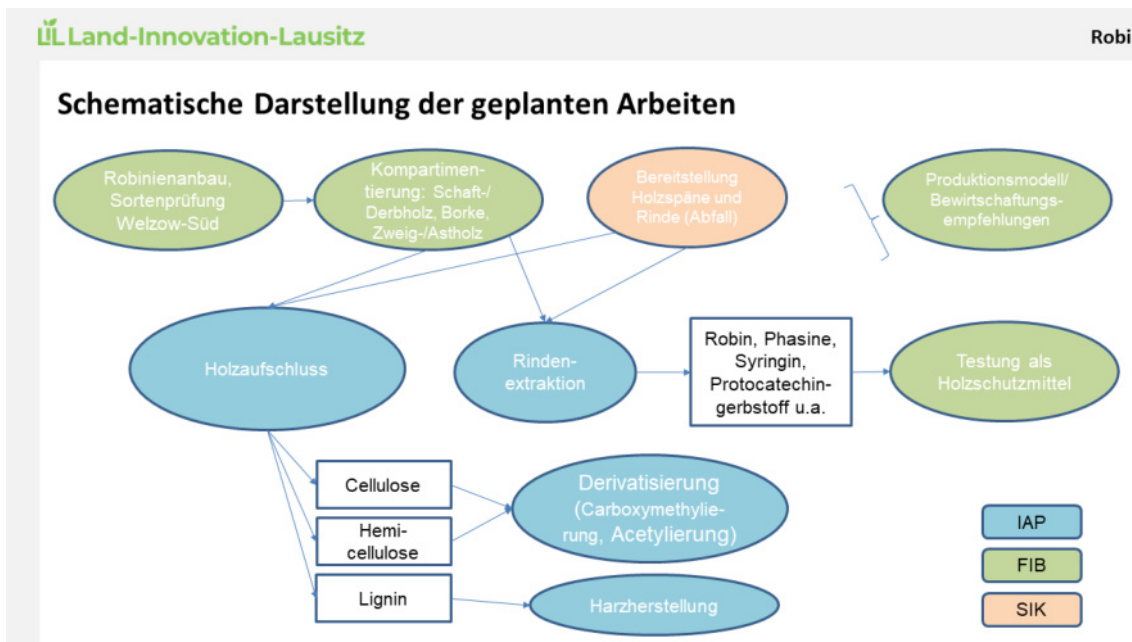 LIL Land-Innovation-Lausitz
Robi
Schematische Darstellung der geplanten Arbeiten
Robinienanbau,
Sortenprüfung
Welzow-Süd
Kompartimen-
tierung: Schaft-/
Derbholz, Borke,
Zweig-/Astholz
Bereitstellung
Holzspäne und
Rinde (Abfall)
Produktionsmodell/
Bewirtschaftungs-
empfehlungen
Holzaufschluss
Rinden-
extraktion
Robin, Phasine,
Syringin,
Protocatechin-
gerbstoff u.a.
Testung als
Holzschutzmittel
Cellulose
Hemi-
cellulose
Lignin
Derivatisierung
(Carboxymethylie-
rung, Acetylierung)
Harzherstellung
IAP
FIB
SIK